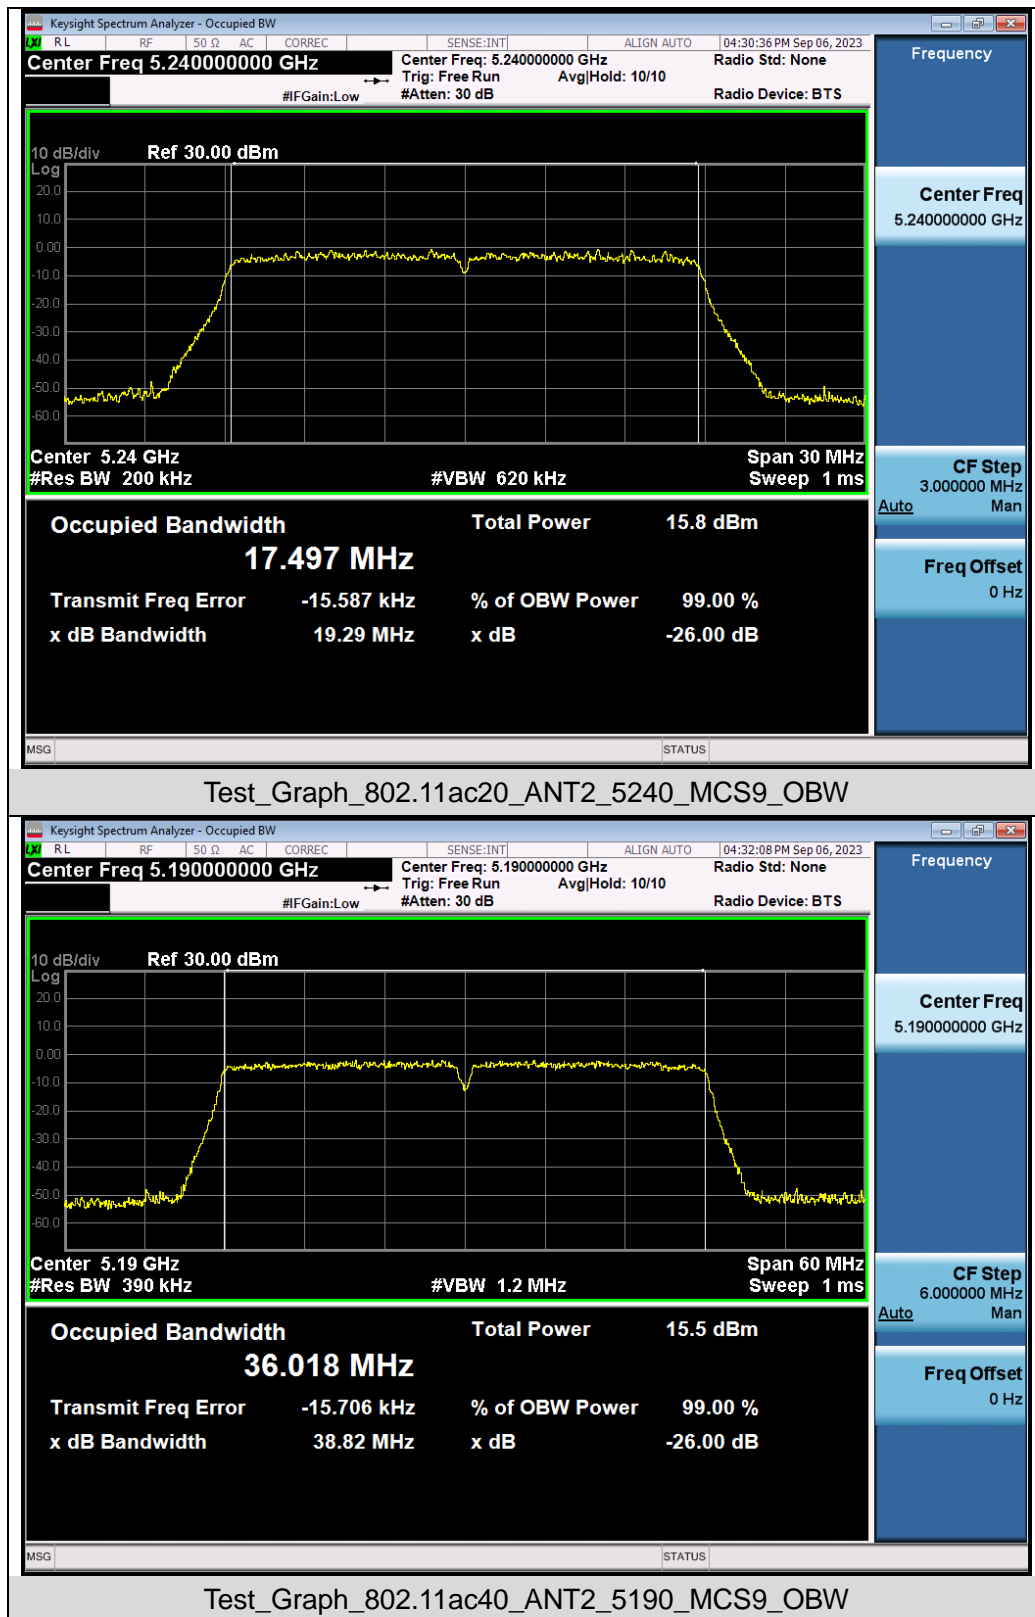 Keysight Spectrum Analyzer - Occupied BW
LXI RL RF 50 Ω AC CORREC SENSE:INT ALIGN AUTO 04:30:36 PM Sep 06, 2023
Center Freq 5.240000000 GHz
Center Freq: 5.240000000 GHz Radio Std: None
Trig: Free Run Avg|Hold: 10/10
#IFGain:Low #Atten: 30 dB Radio Device: BTS
10 dB/div Ref 30.00 dBm
Log
20.0
10.0
0.00
-10.0
-20.0
-30.0
-40.0
-50.0
-60.0
Center 5.24 GHz Span 30 MHz
#Res BW 200 kHz #VBW 620 kHz Sweep 1 ms
Occupied Bandwidth Total Power 15.8 dBm
17.497 MHz
Transmit Freq Error -15.587 kHz % of OBW Power 99.00 %
x dB Bandwidth 19.29 MHz x dB -26.00 dB
MSG STATUS
Frequency
Center Freq
5.240000000 GHz
CF Step
3.000000 MHz
Auto Man
Freq Offset
0 Hz
Test_Graph_802.11ac20_ANT2_5240_MCS9_OBW
Keysight Spectrum Analyzer - Occupied BW
LXI RL RF 50 Ω AC CORREC SENSE:INT ALIGN AUTO 04:32:08 PM Sep 06, 2023
Center Freq 5.190000000 GHz
Center Freq: 5.190000000 GHz Radio Std: None
Trig: Free Run Avg|Hold: 10/10
#IFGain:Low #Atten: 30 dB Radio Device: BTS
10 dB/div Ref 30.00 dBm
Log
20.0
10.0
0.00
-10.0
-20.0
-30.0
-40.0
-50.0
-60.0
Center 5.19 GHz Span 60 MHz
#Res BW 390 kHz #VBW 1.2 MHz Sweep 1 ms
Occupied Bandwidth Total Power 15.5 dBm
36.018 MHz
Transmit Freq Error -15.706 kHz % of OBW Power 99.00 %
x dB Bandwidth 38.82 MHz x dB -26.00 dB
MSG STATUS
Frequency
Center Freq
5.190000000 GHz
CF Step
6.000000 MHz
Auto Man
Freq Offset
0 Hz
Test_Graph_802.11ac40_ANT2_5190_MCS9_OBW